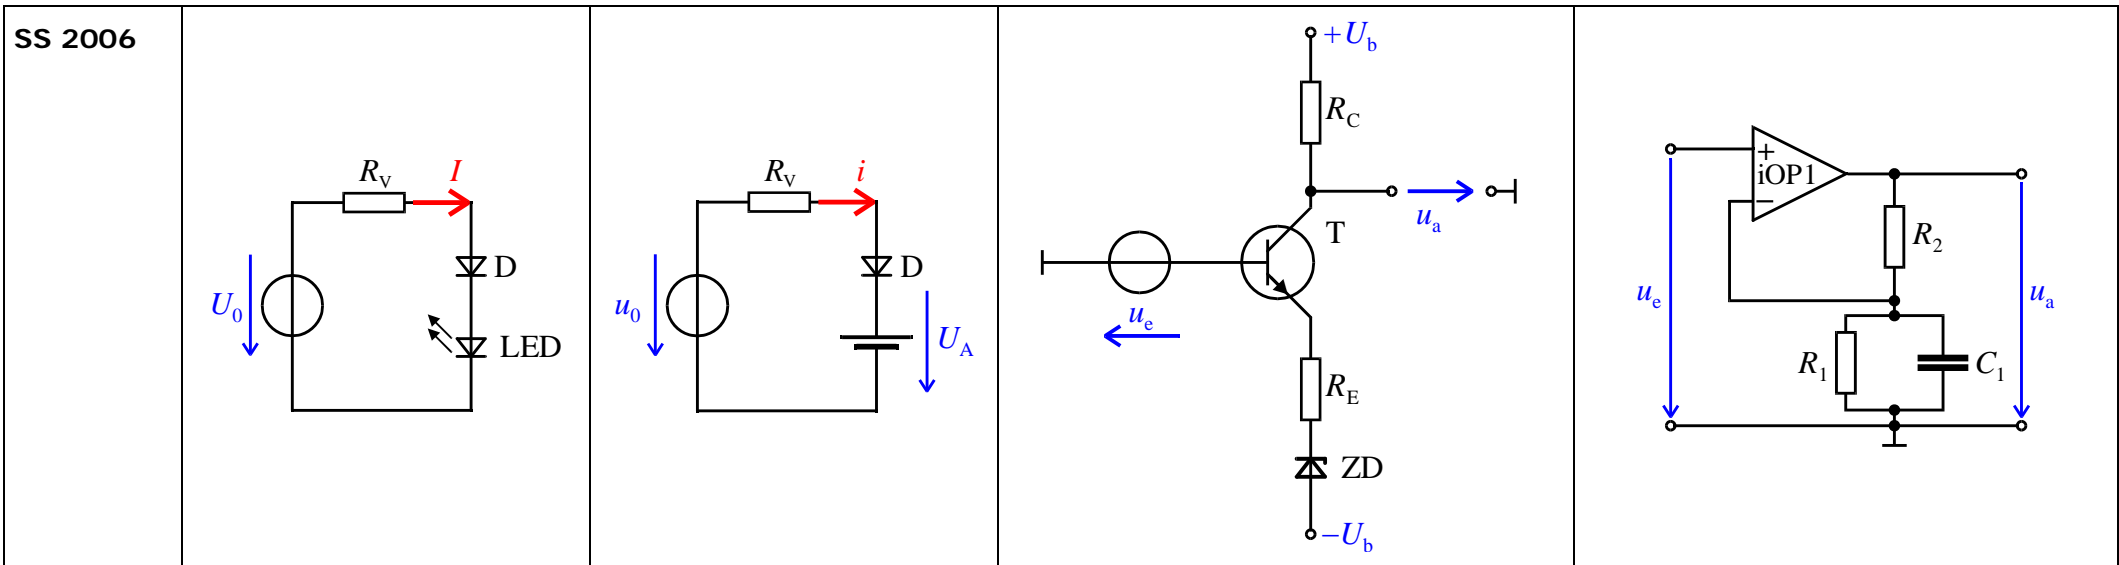 SS 2006
R_V I
U_0
D
LED
R_V i
u_0
D
U_A
+U_b
R_C
T
u_a
u_e
R_E
ZD
−U_b
+
iOP1
−
R_2
u_e
u_a
R_1
C_1